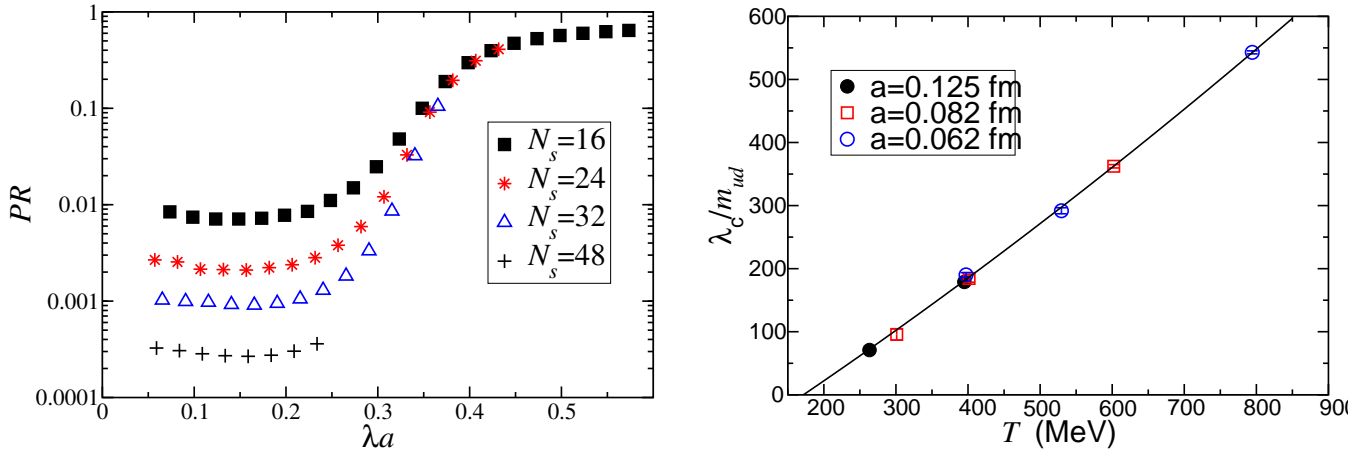 1
0.1
0.01
0.001
0.0001
PR
0
0.1
0.2
0.3
0.4
0.5
λa
N_s=16
N_s=24
N_s=32
N_s=48
600
500
400
300
200
100
0
λ_c/m_ud
200
300
400
500
600
700
800
900
T (MeV)
a=0.125 fm
a=0.082 fm
a=0.062 fm